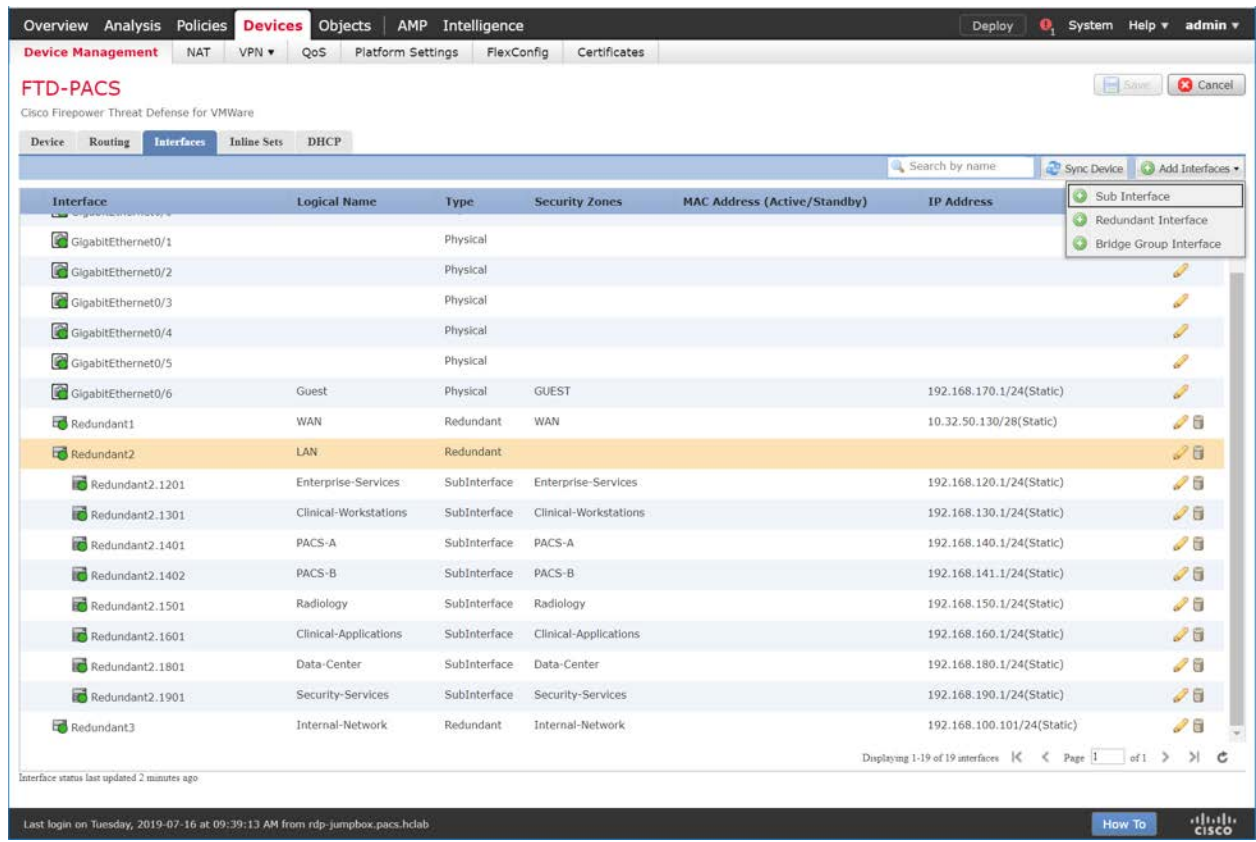 Overview Analysis Policies Devices Objects AMP Intelligence Deploy 1 System Help ▾ admin ▾
Device Management NAT VPN ▾ QoS Platform Settings FlexConfig Certificates
FTD-PACS Save Cancel
Cisco Firepower Threat Defense for VMWare
Device Routing Interfaces Inline Sets DHCP
Search by name Sync Device Add Interfaces ▾
Interface Logical Name Type Security Zones MAC Address (Active/Standby) IP Address
Sub Interface
Redundant Interface
Bridge Group Interface
GigabitEthernet0/1 Physical
GigabitEthernet0/2 Physical
GigabitEthernet0/3 Physical
GigabitEthernet0/4 Physical
GigabitEthernet0/5 Physical
GigabitEthernet0/6 Guest Physical GUEST 192.168.170.1/24(Static)
Redundant1 WAN Redundant WAN 10.32.50.130/28(Static)
Redundant2 LAN Redundant
Redundant2.1201 Enterprise-Services SubInterface Enterprise-Services 192.168.120.1/24(Static)
Redundant2.1301 Clinical-Workstations SubInterface Clinical-Workstations 192.168.130.1/24(Static)
Redundant2.1401 PACS-A SubInterface PACS-A 192.168.140.1/24(Static)
Redundant2.1402 PACS-B SubInterface PACS-B 192.168.141.1/24(Static)
Redundant2.1501 Radiology SubInterface Radiology 192.168.150.1/24(Static)
Redundant2.1601 Clinical-Applications SubInterface Clinical-Applications 192.168.160.1/24(Static)
Redundant2.1801 Data-Center SubInterface Data-Center 192.168.180.1/24(Static)
Redundant2.1901 Security-Services SubInterface Security-Services 192.168.190.1/24(Static)
Redundant3 Internal-Network Redundant Internal-Network 192.168.100.101/24(Static)
Displaying 1-19 of 19 interfaces Page 1 of 1
Interface status last updated 2 minutes ago
Last login on Tuesday, 2019-07-16 at 09:39:13 AM from rdp-jumpbox.pacs.hclab How To CISCO